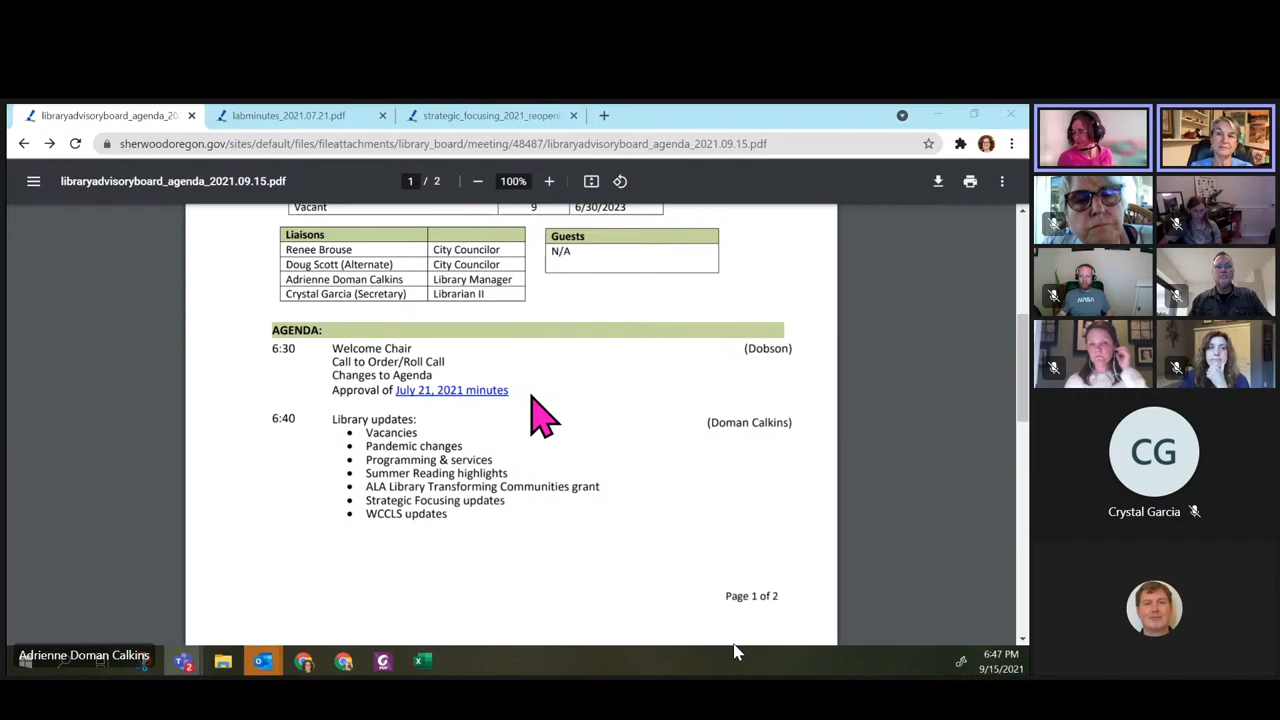 libraryadvisoryboard_agenda_20
labminutes_2021.07.21.pdf
strategic_focusing_2021_reopeni
sherwoodoregon.gov/sites/default/files/fileattachments/library_board/meeting/48487/libraryadvisoryboard_agenda_2021.09.15.pdf
libraryadvisoryboard_agenda_2021.09.15.pdf
1 / 2
100%
Vacant 9 6/30/2023
Liaisons
Renee Brouse City Councilor
Doug Scott (Alternate) City Councilor
Adrienne Doman Calkins Library Manager
Crystal Garcia (Secretary) Librarian II
Guests
N/A
AGENDA:
6:30 Welcome Chair (Dobson)
Call to Order/Roll Call
Changes to Agenda
Approval of July 21, 2021 minutes
6:40 Library updates: (Doman Calkins)
• Vacancies
• Pandemic changes
• Programming & services
• Summer Reading highlights
• ALA Library Transforming Communities grant
• Strategic Focusing updates
• WCCLS updates
Page 1 of 2
NASA
CG
Crystal Garcia
Adrienne Doman Calkins
6:47 PM
9/15/2021